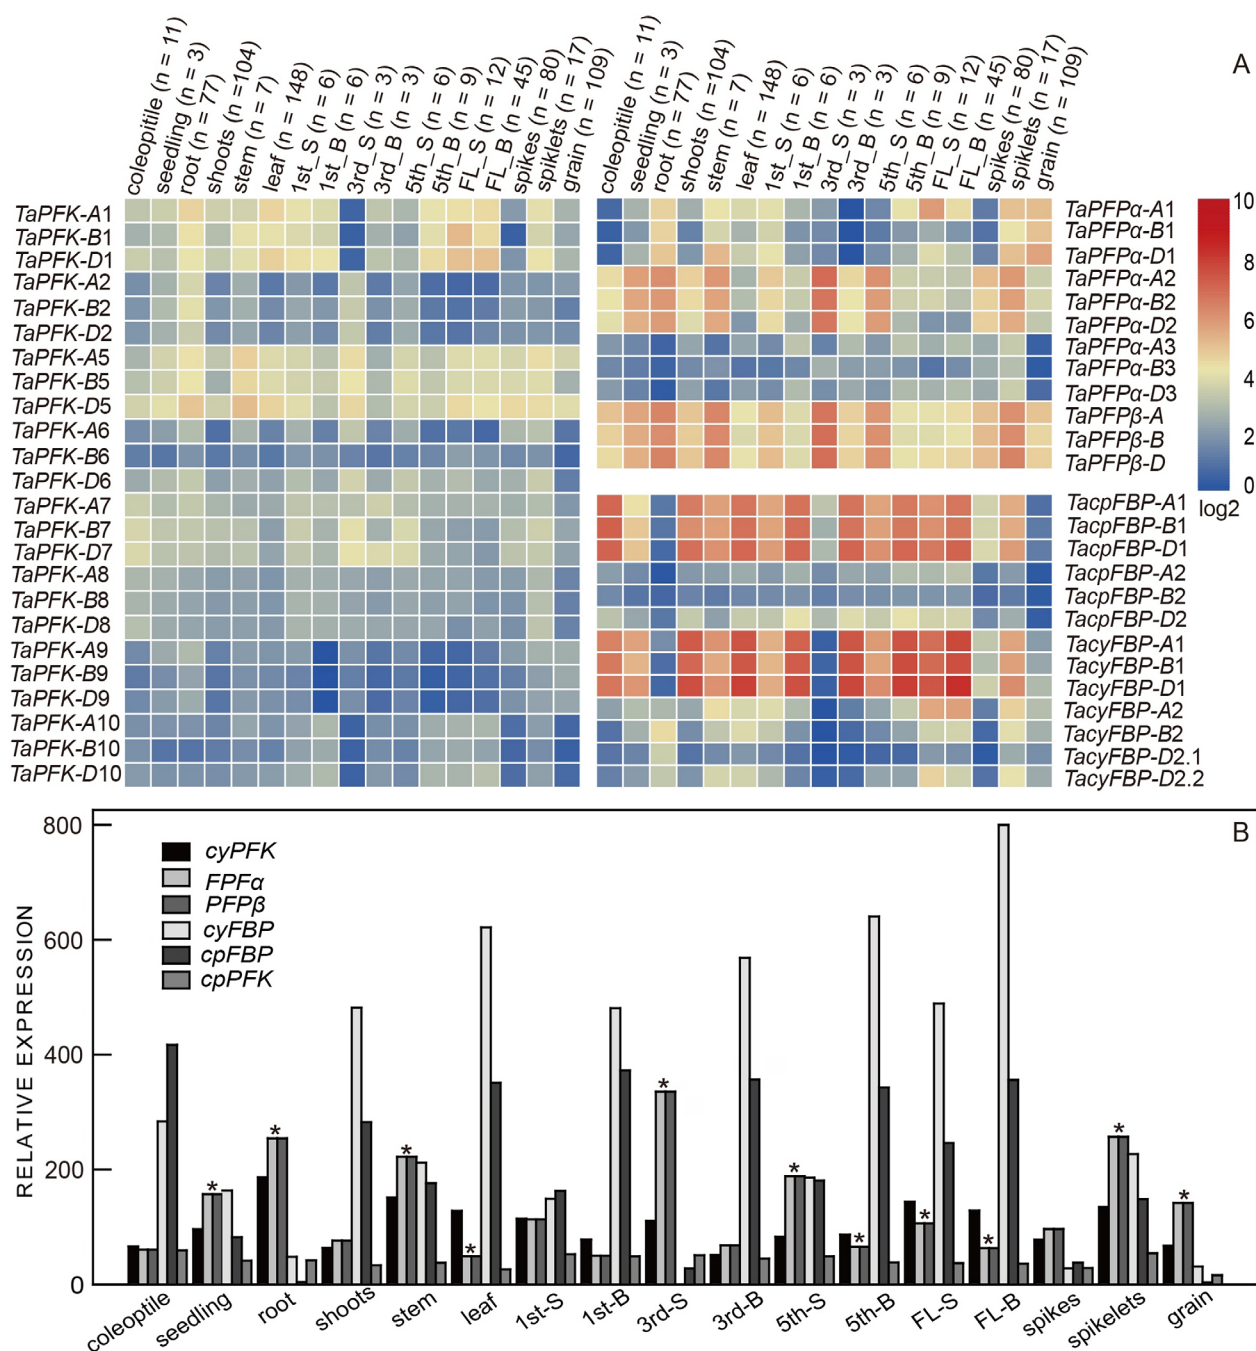 coleopitile (n = 11)
seedling (n = 3)
root (n = 77)
shoots (n =104)
stem (n = 7)
leaf (n = 148)
1st_S (n = 6)
1st_B (n = 6)
3rd_S (n = 3)
3rd_B (n = 3)
5th_S (n = 6)
5th_B (n = 9)
FL_S (n = 12)
FL_B (n = 45)
spikes (n = 80)
spiklets (n = 17)
grain (n = 109)
coleopitile (n = 11)
seedling (n = 3)
root (n = 77)
shoots (n =104)
stem (n = 7)
leaf (n = 148)
1st_S (n = 6)
1st_B (n = 6)
3rd_S (n = 3)
3rd_B (n = 3)
5th_S (n = 6)
5th_B (n = 9)
FL_S (n = 12)
FL_B (n = 45)
spikes (n = 80)
spiklets (n = 17)
grain (n = 109)
A
TaPFK-A1
TaPFK-B1
TaPFK-D1
TaPFK-A2
TaPFK-B2
TaPFK-D2
TaPFK-A5
TaPFK-B5
TaPFK-D5
TaPFK-A6
TaPFK-B6
TaPFK-D6
TaPFK-A7
TaPFK-B7
TaPFK-D7
TaPFK-A8
TaPFK-B8
TaPFK-D8
TaPFK-A9
TaPFK-B9
TaPFK-D9
TaPFK-A10
TaPFK-B10
TaPFK-D10
TaPFPα-A1
TaPFPα-B1
TaPFPα-D1
TaPFPα-A2
TaPFPα-B2
TaPFPα-D2
TaPFPα-A3
TaPFPα-B3
TaPFPα-D3
TaPFPβ-A
TaPFPβ-B
TaPFPβ-D
TacpFBP-A1
TacpFBP-B1
TacpFBP-D1
TacpFBP-A2
TacpFBP-B2
TacpFBP-D2
TacyFBP-A1
TacyFBP-B1
TacyFBP-D1
TacyFBP-A2
TacyFBP-B2
TacyFBP-D2.1
TacyFBP-D2.2
10
8
6
4
2
0
log2
B
RELATIVE EXPRESSION
800
600
400
200
0
cyPFK
FPFα
PFPβ
cyFBP
cpFBP
cpPFK
* * * * * * * * * * * *
coleoptile
seedling
root
shoots
stem
leaf
1st-S
1st-B
3rd-S
3rd-B
5th-S
5th-B
FL-S
FL-B
spikes
spikelets
grain